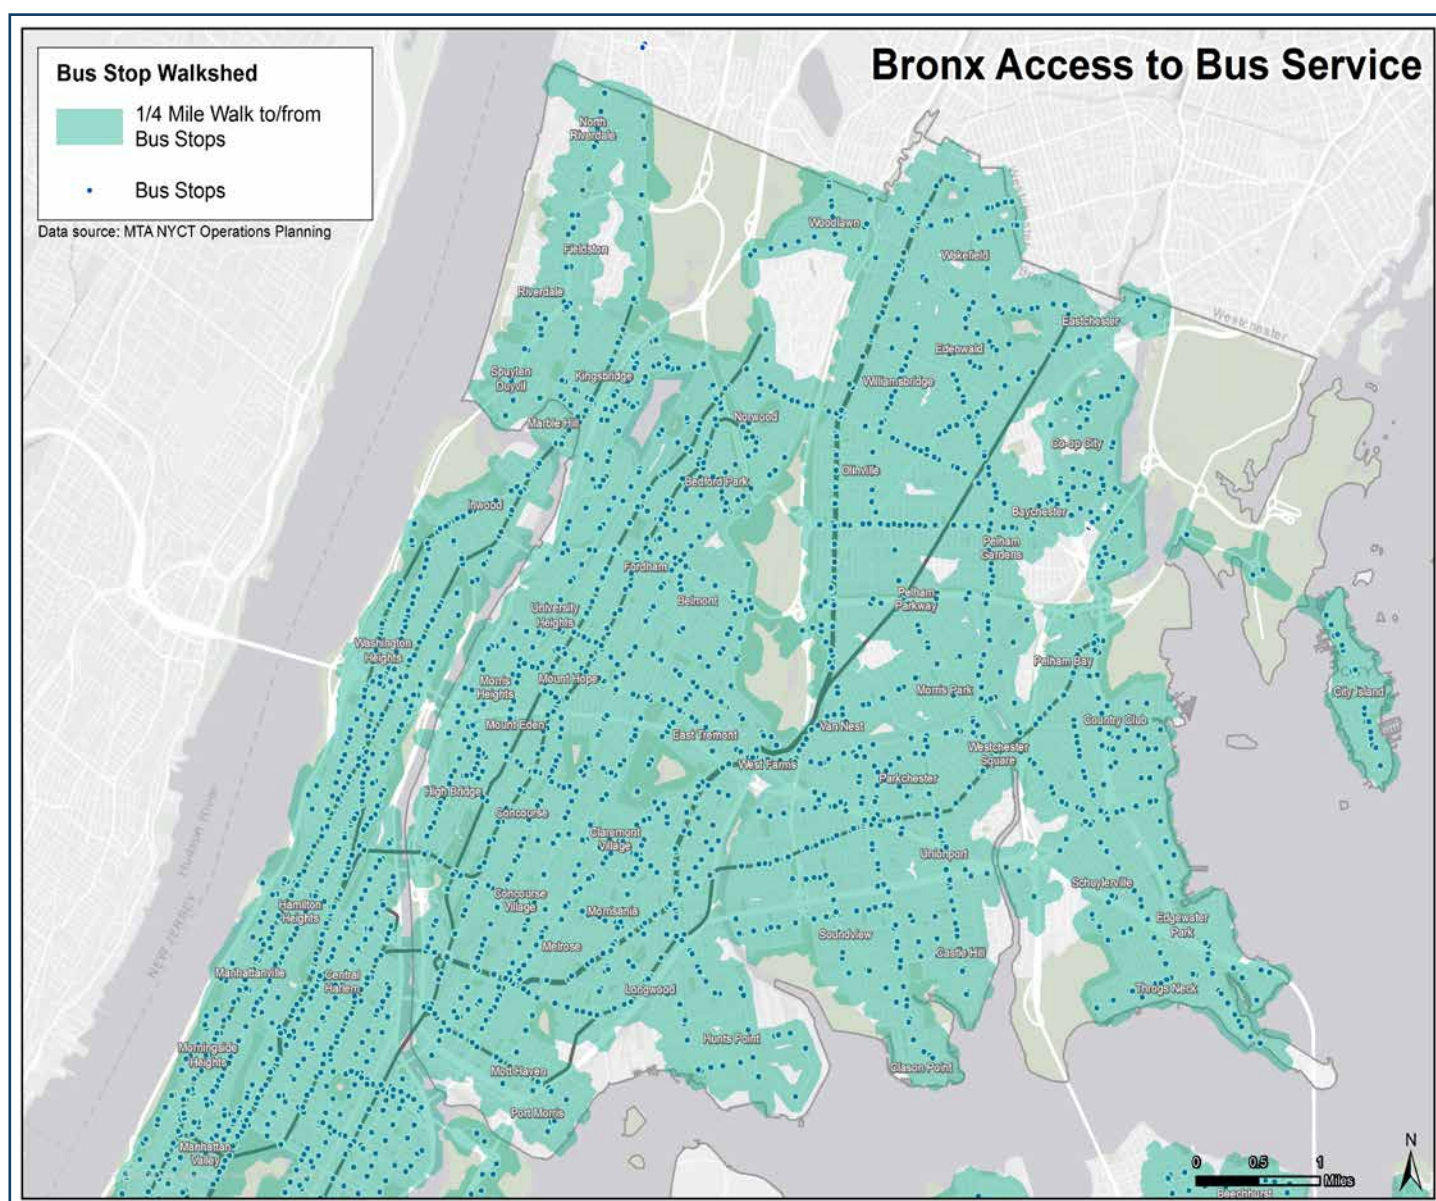 Bronx Access to Bus Service
Bus Stop Walkshed
1/4 Mile Walk to/from
Bus Stops
Bus Stops
Data source: MTA NYCT Operations Planning
North
Riverdale
Woodlawn
Wakefield
Fieldston
Riverdale
Bronx
Westchester
Eastchester
Edenwald
Williamsbridge
Spuyten
Duyvil
Kingsbridge
Norwood
Marble Hill
Co-op City
Olinville
Bedford Park
Inwood
Baychester
Pelham
Gardens
Fordham
Belmont
Pelham
Parkway
University
Heights
Washington
Heights
Pelham Bay
Morris
Heights
Mount Hope
Morris Park
City Island
Mount Eden
East Tremont
Van Nest
Country Club
Westchester
Square
West Farms
Parkchester
High Bridge
Concourse
Hudson River
Claremont
Village
Unionport
Schuylerville
Concourse
Village
Hamilton
Heights
Morrisania
Edgewater
Park
Soundview
NEW JERSEY
Melrose
Castle Hill
Manhattanville
Central
Harlem
Longwood
Throgs Neck
Hunts Point
Morningside
Heights
Mott Haven
Clason Point
Port Morris
Manhattan
Valley
Beechhurst
0 0.5 1
Miles
N